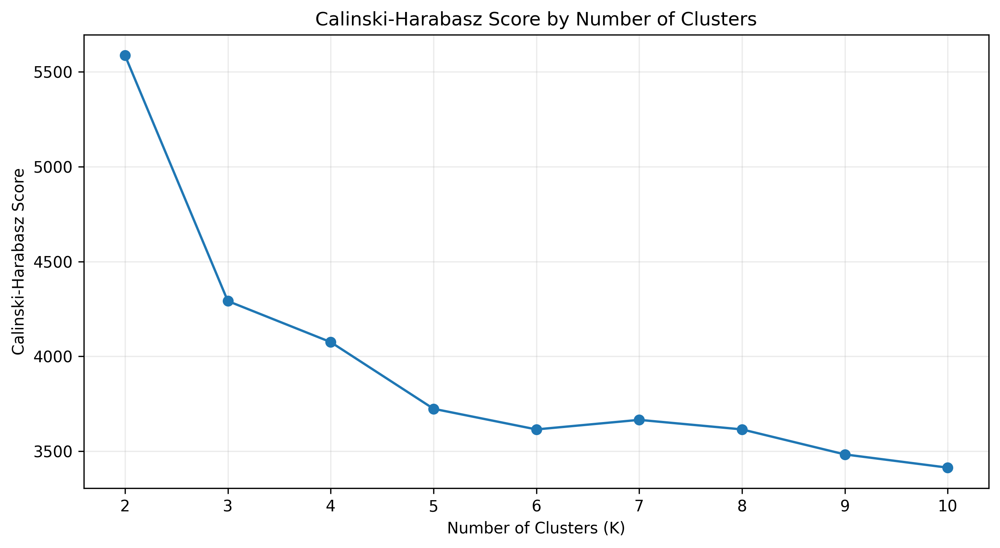 Calinski-Harabasz Score by Number of Clusters
Calinski-Harabasz Score
5500
5000
4500
4000
3500
2 3 4 5 6 7 8 9 10
Number of Clusters (K)